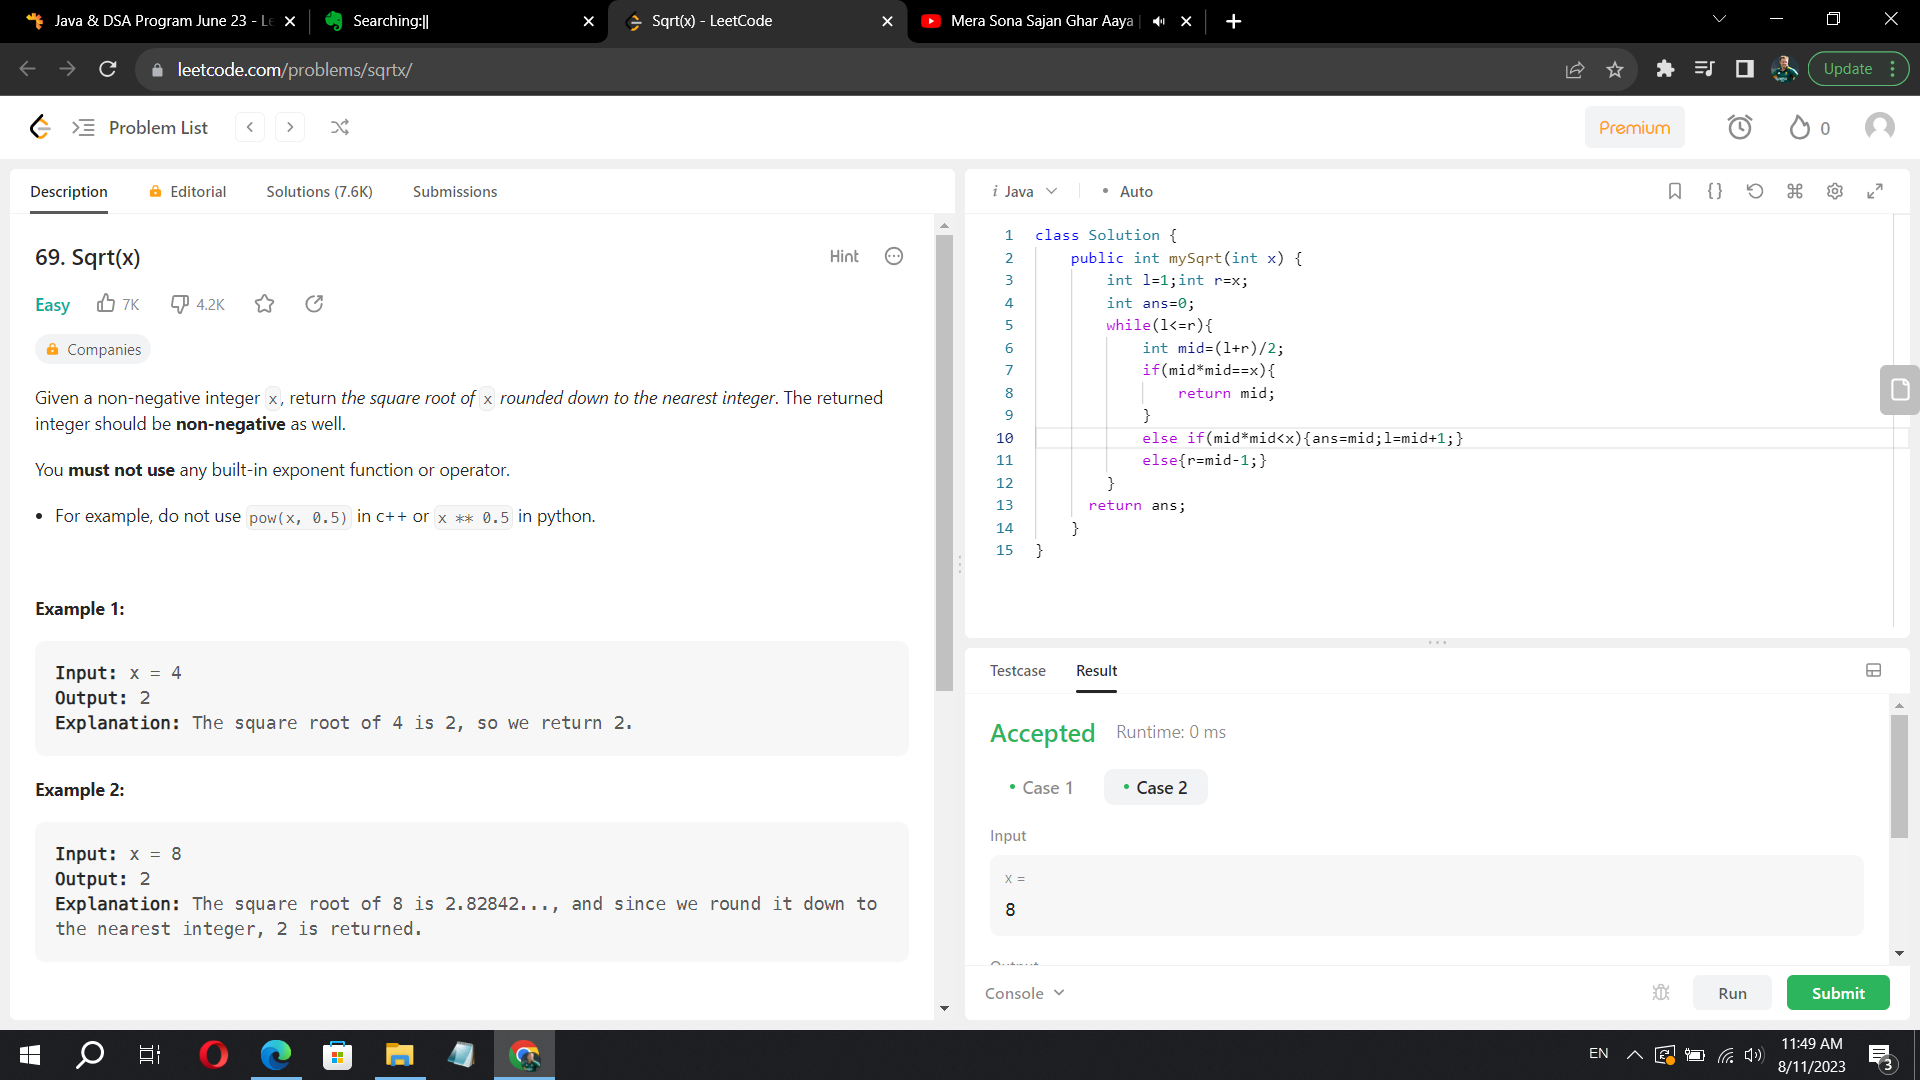 Java & DSA Program June 23 - Le
Searching:||
Sqrt(x) - LeetCode
Mera Sona Sajan Ghar Aaya |
leetcode.com/problems/sqrtx/
Update
Problem List
Premium
0
Description
Editorial
Solutions (7.6K)
Submissions
69. Sqrt(x)
Hint
Easy
7K
4.2K
Companies
Given a non-negative integer x, return the square root of x rounded down to the nearest integer. The returned
integer should be non-negative as well.
You must not use any built-in exponent function or operator.
• For example, do not use pow(x, 0.5) in c++ or x ** 0.5 in python.
Example 1:
Input: x = 4
Output: 2
Explanation: The square root of 4 is 2, so we return 2.
Example 2:
Input: x = 8
Output: 2
Explanation: The square root of 8 is 2.82842..., and since we round it down to
the nearest integer, 2 is returned.
i Java
• Auto
1 class Solution {
2 public int mySqrt(int x) {
3 int l=1;int r=x;
4 int ans=0;
5 while(l<=r){
6 int mid=(l+r)/2;
7 if(mid*mid==x){
8 return mid;
9 }
10 else if(mid*mid<x){ans=mid;l=mid+1;}
11 else{r=mid-1;}
12 }
13 return ans;
14 }
15 }
Testcase
Result
Accepted
Runtime: 0 ms
• Case 1
• Case 2
Input
x =
8
Output
Console
Run
Submit
EN
11:49 AM
8/11/2023
3